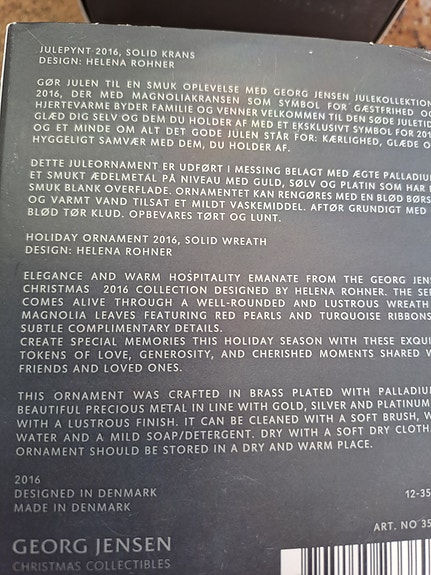 JULEPYNT 2016, SOLID KRANS
DESIGN: HELENA ROHNER
GØR JULEN TIL EN SMUK OPLEVELSE MED GEORG JENSEN JULEKOLLEKTION
2016, DER MED MAGNOLIAKRANSEN SOM SYMBOL FOR GÆSTFRIHED OG
HJERTEVARME BYDER FAMILIE OG VENNER VELKOMMEN TIL DEN SØDE JULETID.
GLÆD DIG SELV OG DEM DU HOLDER AF MED ET EKSKLUSIVT SYMBOL FOR 201
OG ET MINDE OM ALT DET GODE JULEN STÅR FOR: KÆRLIGHED, GLÆDE O
HYGGELIGT SAMVÆR MED DEM, DU HOLDER AF.
DETTE JULEORNAMENT ER UDFØRT I MESSING BELAGT MED ÆGTE PALLADIU
ET SMUKT ÆDELMETAL PÅ NIVEAU MED GULD, SØLV OG PLATIN SOM HAR
SMUK BLANK OVERFLADE. ORNAMENTET KAN RENGØRES MED EN BLØD BØRS
OG VARMT VAND TILSAT ET MILDT VASKEMIDDEL. AFTØR GRUNDIGT MED
BLØD TØR KLUD. OPBEVARES TØRT OG LUNT.
HOLIDAY ORNAMENT 2016, SOLID WREATH
DESIGN: HELENA ROHNER
ELEGANCE AND WARM HOSPITALITY EMANATE FROM THE GEORG JENS
CHRISTMAS 2016 COLLECTION DESIGNED BY HELENA ROHNER. THE SER
COMES ALIVE THROUGH A WELL-ROUNDED AND LUSTROUS WREATH
MAGNOLIA LEAVES FEATURING RED PEARLS AND TURQUOISE RIBBONS
SUBTLE COMPLIMENTARY DETAILS.
CREATE SPECIAL MEMORIES THIS HOLIDAY SEASON WITH THESE EXQUI
TOKENS OF LOVE, GENEROSITY, AND CHERISHED MOMENTS SHARED W
FRIENDS AND LOVED ONES.
THIS ORNAMENT WAS CRAFTED IN BRASS PLATED WITH PALLADIU
BEAUTIFUL PRECIOUS METAL IN LINE WITH GOLD, SILVER AND PLATINUM
WITH A LUSTROUS FINISH. IT CAN BE CLEANED WITH A SOFT BRUSH, W
WATER AND A MILD SOAP/DETERGENT. DRY WITH A SOFT DRY CLOTH.
ORNAMENT SHOULD BE STORED IN A DRY AND WARM PLACE.
2016
DESIGNED IN DENMARK
MADE IN DENMARK
12-35
ART. NO 35
GEORG JENSEN
CHRISTMAS COLLECTIBLES